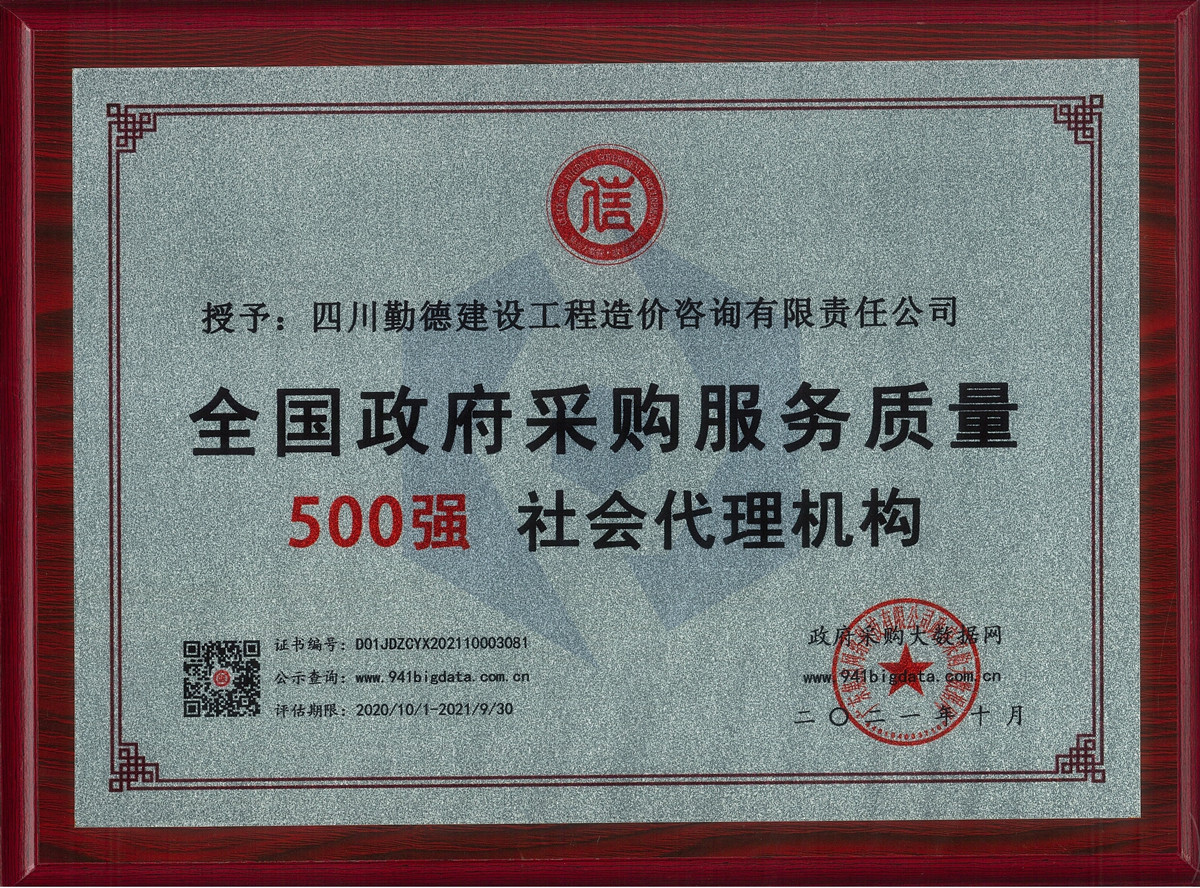 信
授予：四川勤德建设工程造价咨询有限责任公司
全国政府采购服务质量
500强 社会代理机构
证书编号：D01JDZCYX202110003081
公示查询：www.941bigdata.com.cn
评估期限：2020/10/1-2021/9/30
政府采购大数据网
www.941bigdata.com.cn
二〇二一年十月